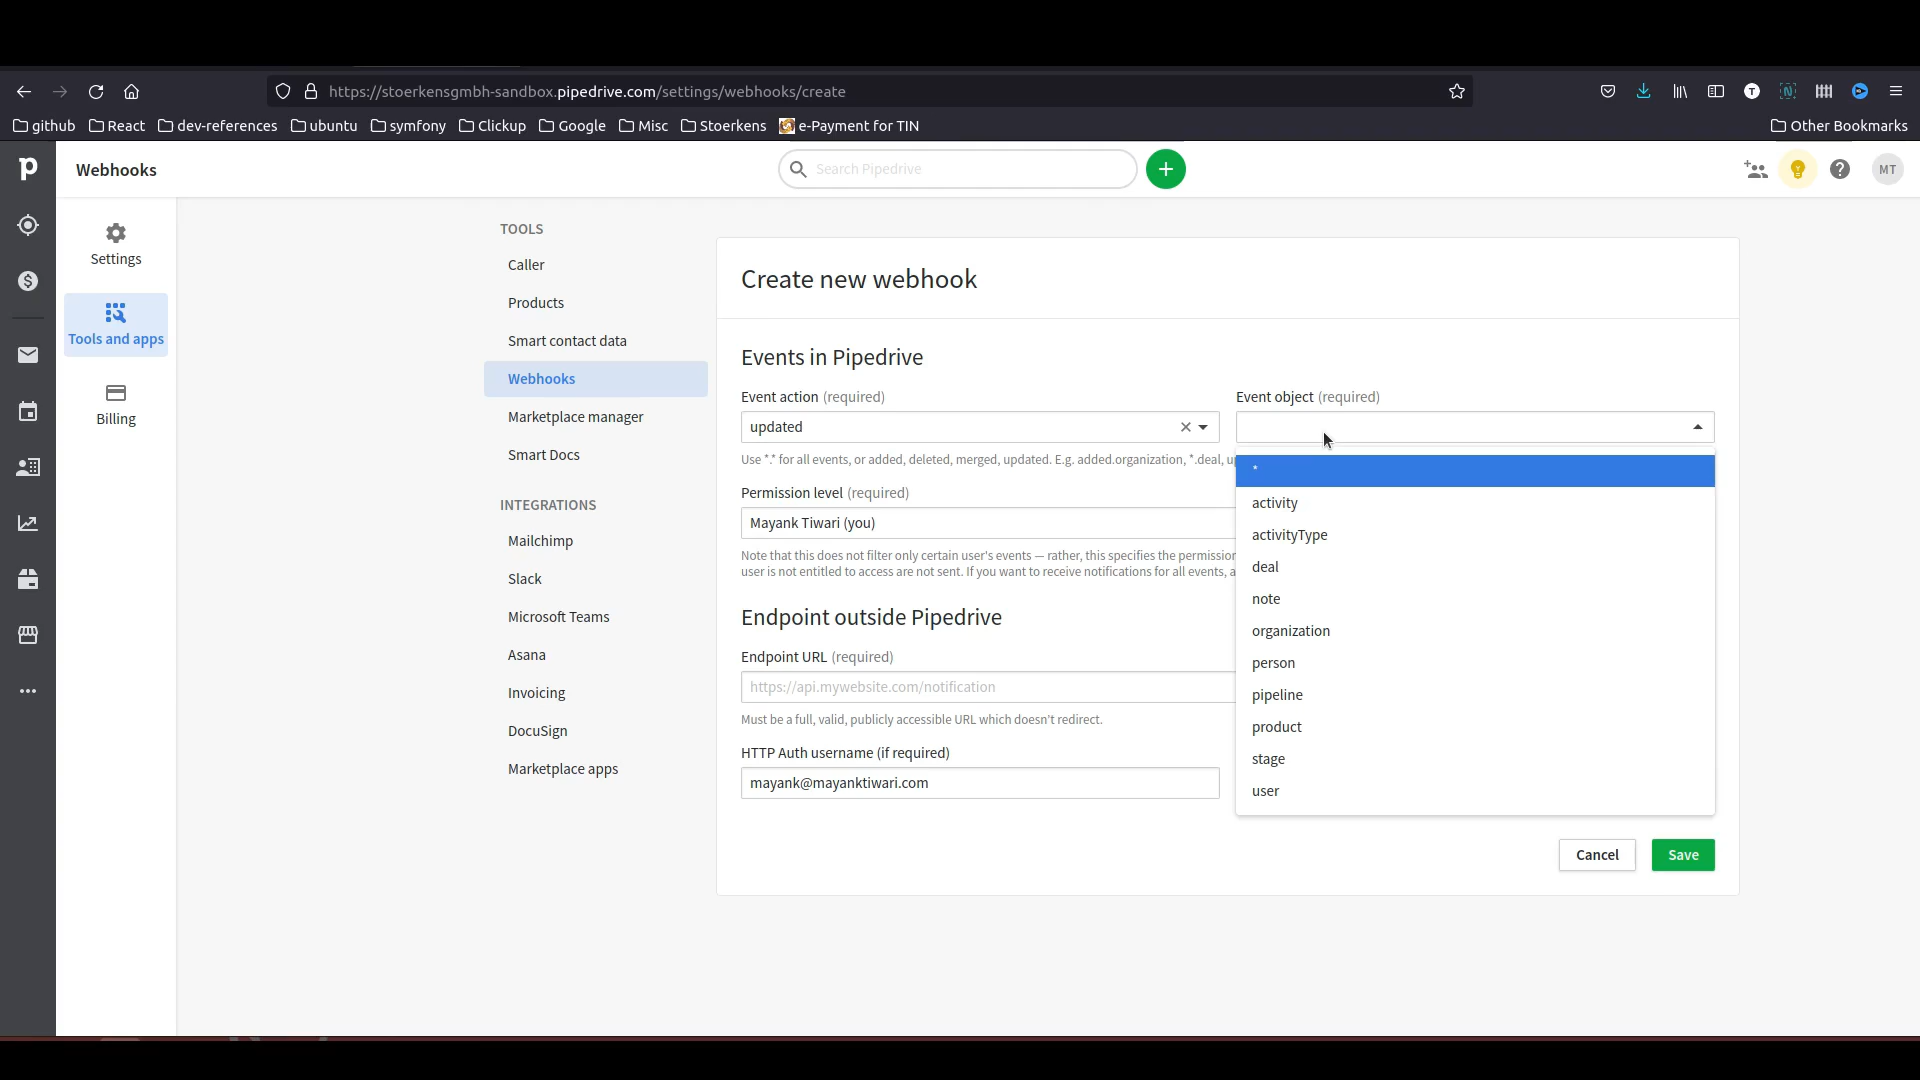 https://stoerkensgmbh-sandbox.pipedrive.com/settings/webhooks/create
github React dev-references ubuntu symfony Clickup Google Misc Stoerkens e-Payment for TIN Other Bookmarks
p
Webhooks
Search Pipedrive
MT
Settings
Tools and apps
Billing
TOOLS
Caller
Products
Smart contact data
Webhooks
Marketplace manager
Smart Docs
INTEGRATIONS
Mailchimp
Slack
Microsoft Teams
Asana
Invoicing
DocuSign
Marketplace apps
Create new webhook
Events in Pipedrive
Event action (required)
updated
Use *.* for all events, or added, deleted, merged, updated. E.g. added.organization, *.deal,
Permission level (required)
Mayank Tiwari (you)
Note that this does not filter only certain user's events — rather, this specifies the
user is not entitled to access are not sent. If you want to receive notifications for all events,
Endpoint outside Pipedrive
Endpoint URL (required)
https://api.mywebsite.com/notification
Must be a full, valid, publicly accessible URL which doesn't redirect.
HTTP Auth username (if required)
mayank@mayanktiwari.com
Event object (required)
*
activity
activityType
deal
note
organization
person
pipeline
product
stage
user
Cancel
Save